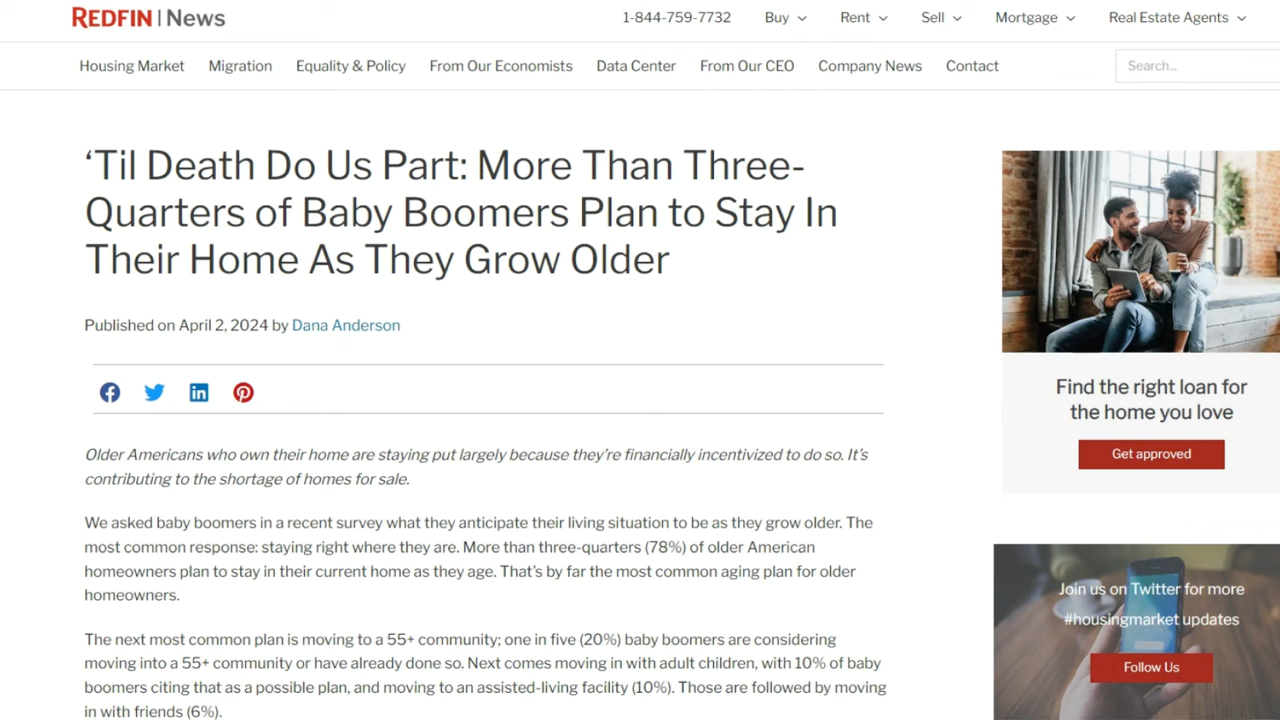 REDFIN | News
1-844-759-7732
Buy
Rent
Sell
Mortgage
Real Estate Agents
Housing Market
Migration
Equality & Policy
From Our Economists
Data Center
From Our CEO
Company News
Contact
Search...
‘Til Death Do Us Part: More Than Three-
Quarters of Baby Boomers Plan to Stay In
Their Home As They Grow Older
Published on April 2, 2024 by Dana Anderson
Older Americans who own their home are staying put largely because they’re financially incentivized to do so. It’s
contributing to the shortage of homes for sale.
We asked baby boomers in a recent survey what they anticipate their living situation to be as they grow older. The
most common response: staying right where they are. More than three-quarters (78%) of older American
homeowners plan to stay in their current home as they age. That’s by far the most common aging plan for older
homeowners.
The next most common plan is moving to a 55+ community; one in five (20%) baby boomers are considering
moving into a 55+ community or have already done so. Next comes moving in with adult children, with 10% of baby
boomers citing that as a possible plan, and moving to an assisted-living facility (10%). Those are followed by moving
in with friends (6%).
Find the right loan for
the home you love
Get approved
Join us on Twitter for more
#housingmarket updates
Follow Us